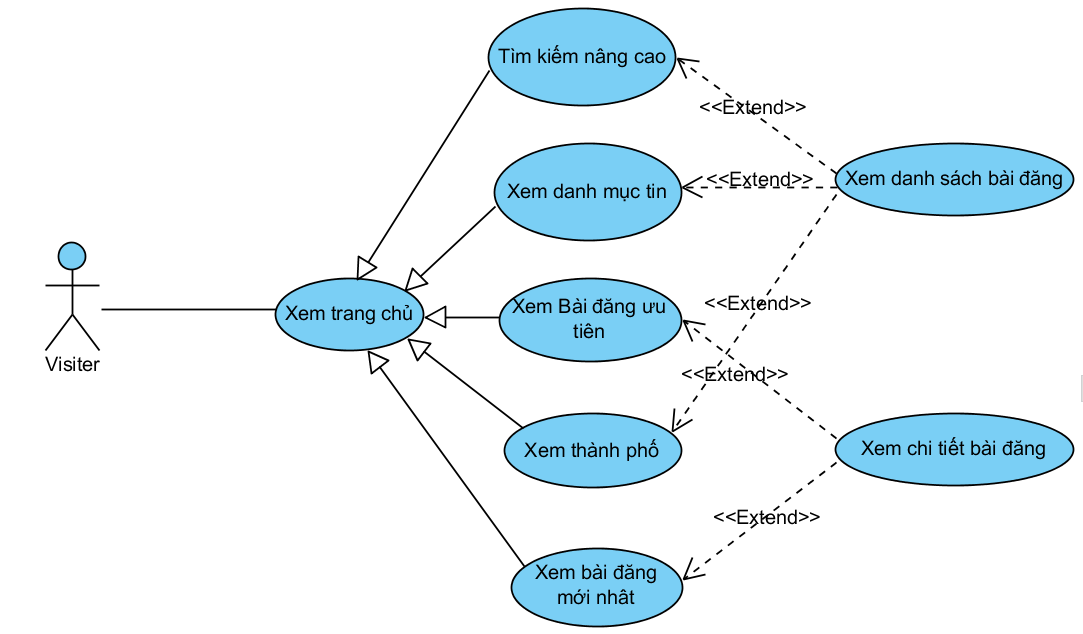 Tìm kiếm nâng cao
<<Extend>>
Xem danh mục tin
<<Extend>>
Xem danh sách bài đăng
Xem trang chủ
Xem Bài đăng ưu
tiên
<<Extend>>
Visiter
<<Extend>>
Xem thành phố
Xem chi tiết bài đăng
<<Extend>>
Xem bài đăng
mới nhât